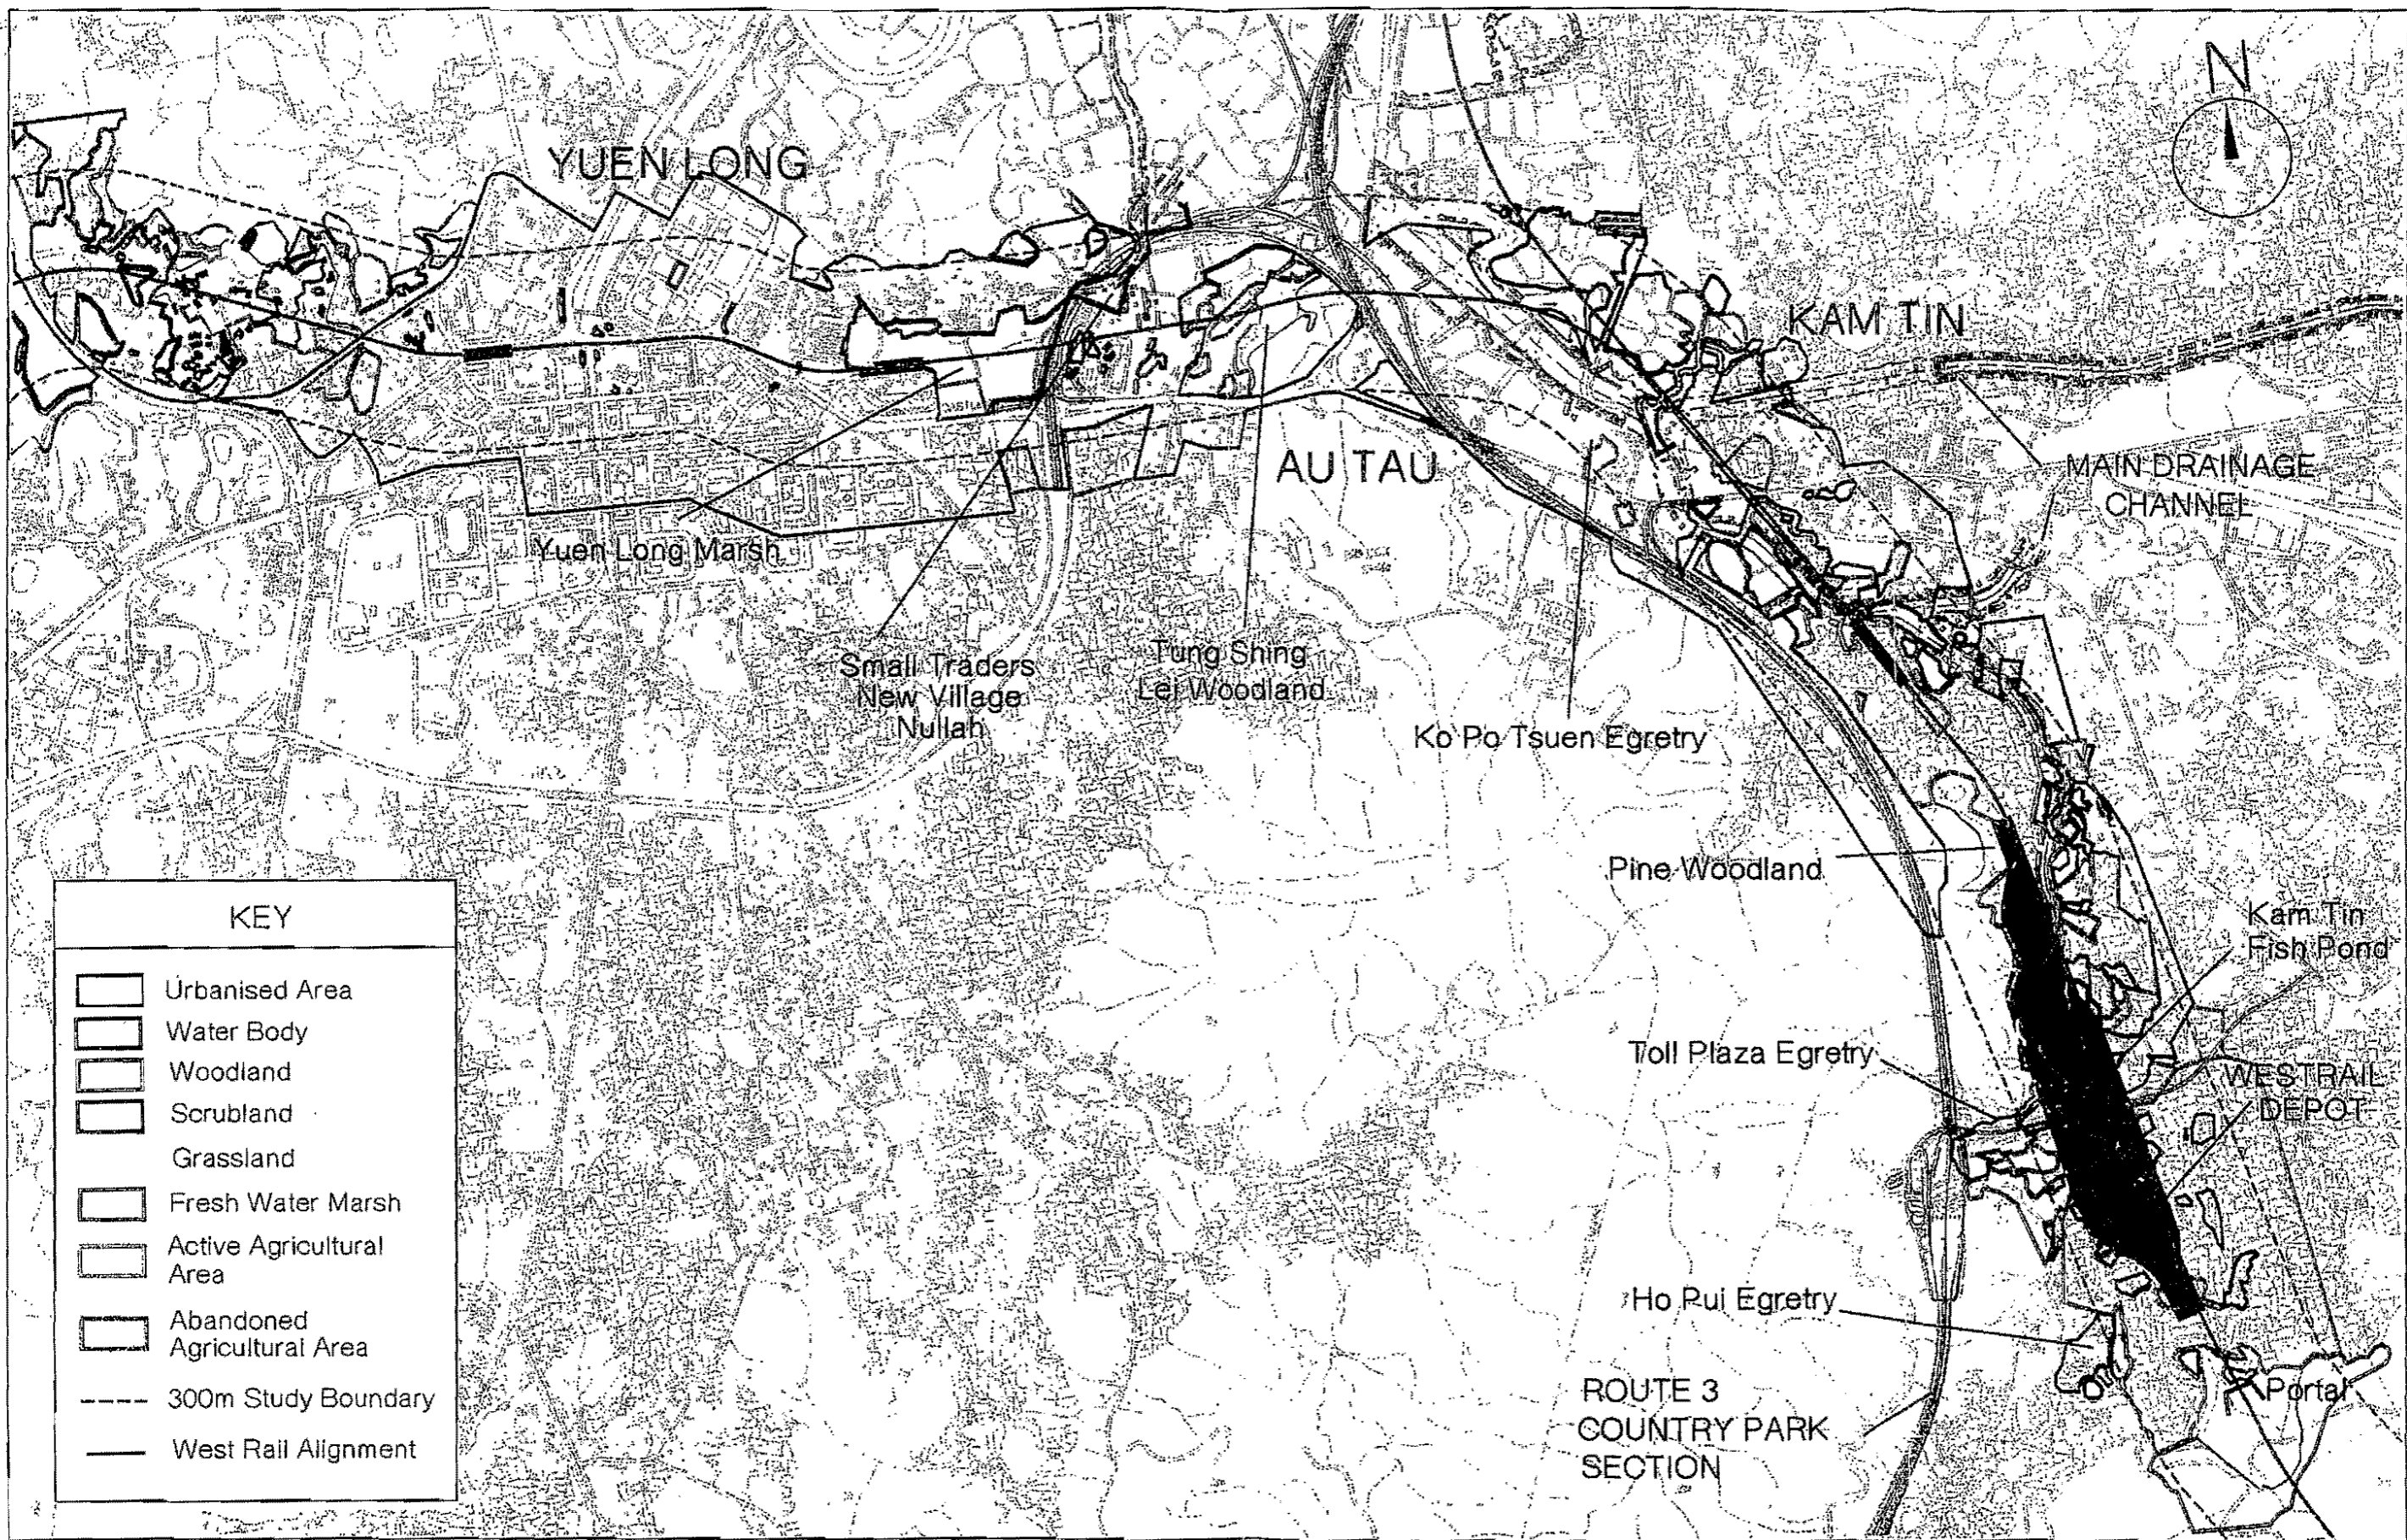 N
YUEN LONG
KAM TIN
AU TAU
MAIN DRAINAGE
CHANNEL
Yuen Long Marsh
Small Traders
New Village
Nullah
Tung Shing
Lei Woodland
Ko Po Tsuen Egretry
Pine Woodland
Kam Tin
Fish Pond
Toll Plaza Egretry
WESTRAIL
DEPOT
Ho Pui Egretry
Portal
ROUTE 3
COUNTRY PARK
SECTION
KEY
Urbanised Area
Water Body
Woodland
Scrubland
Grassland
Fresh Water Marsh
Active Agricultural
Area
Abandoned
Agricultural Area
300m Study Boundary
West Rail Alignment